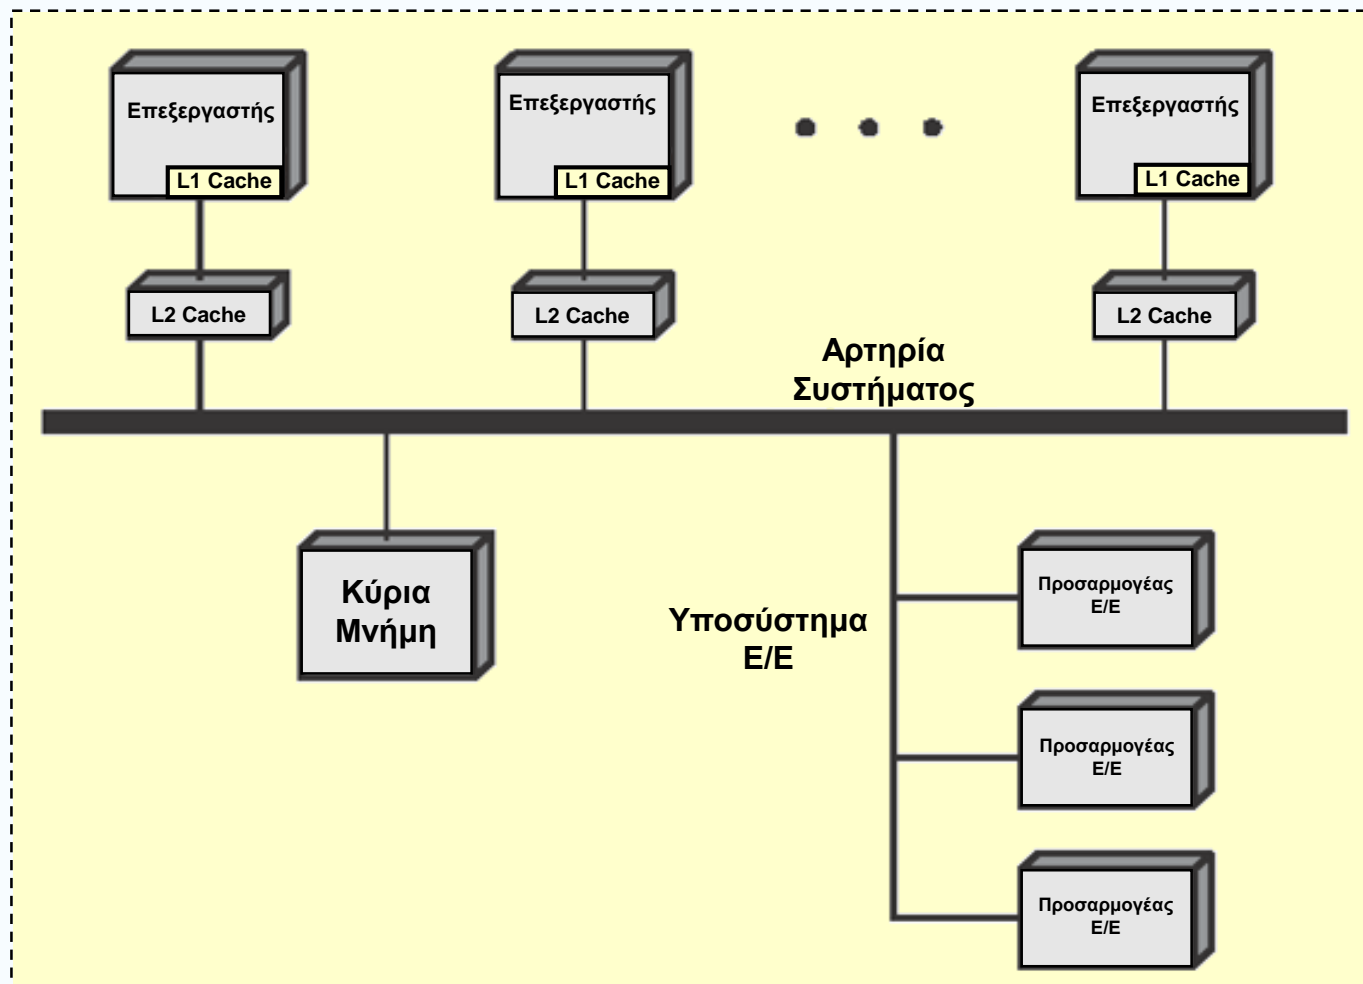 Επεξεργαστής
L1 Cache
Επεξεργαστής
L1 Cache
Επεξεργαστής
L1 Cache
L2 Cache
L2 Cache
L2 Cache
Αρτηρία
Συστήματος
Κύρια
Μνήμη
Υποσύστημα
Ε/Ε
Προσαρμογέας
Ε/Ε
Προσαρμογέας
Ε/Ε
Προσαρμογέας
Ε/Ε